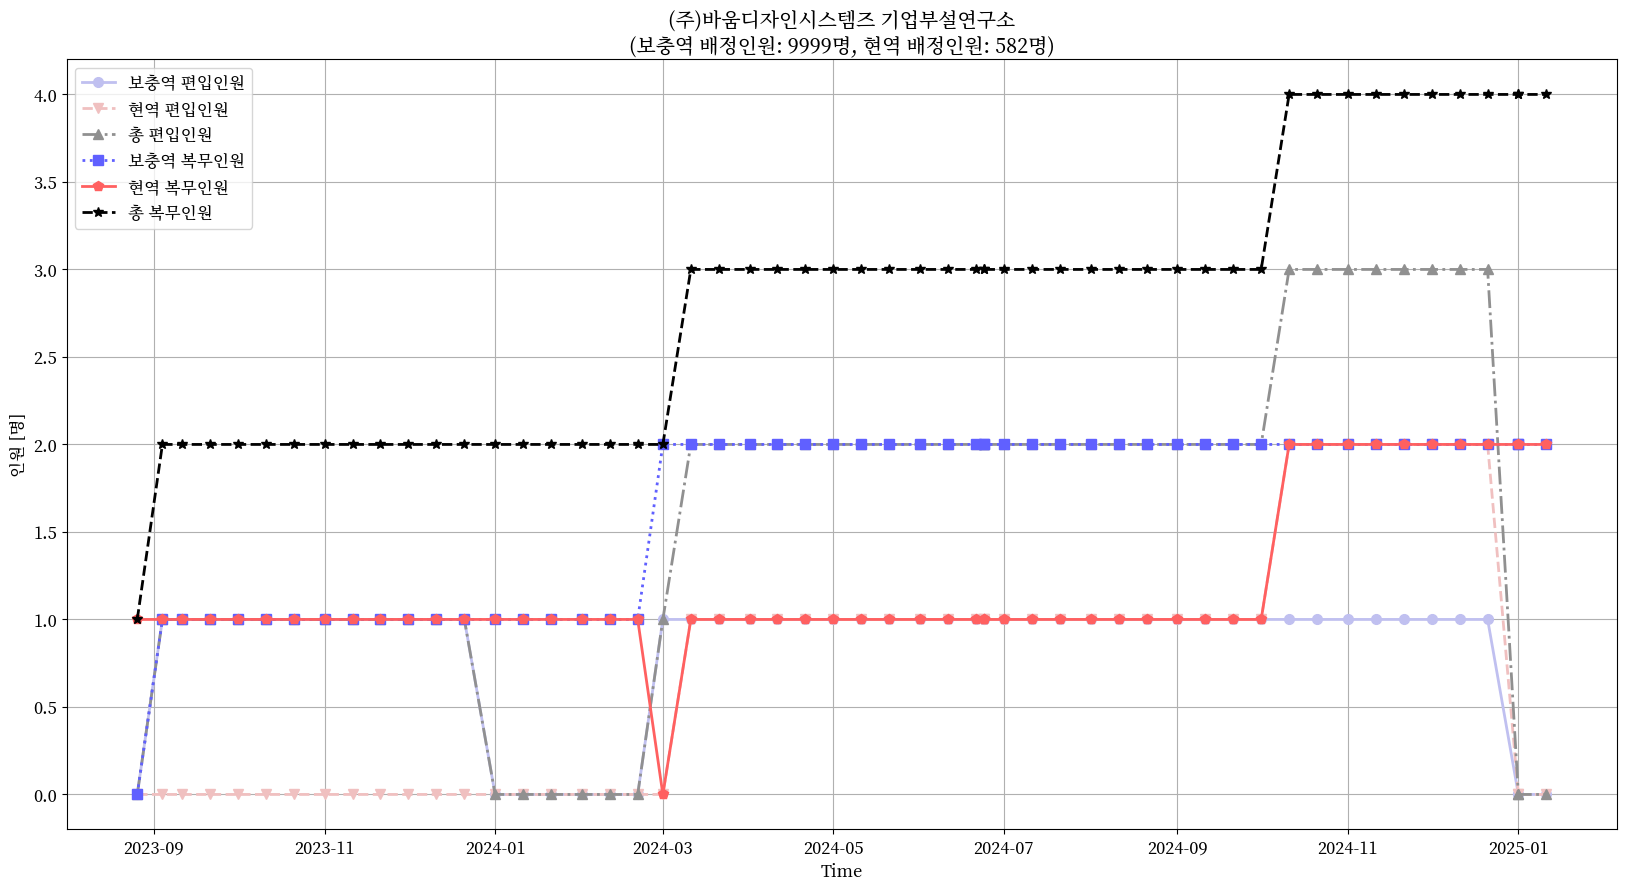 (주)바움디자인시스템즈 기업부설연구소
(보충역 배정인원: 9999명, 현역 배정인원: 582명)
보충역 편입인원
현역 편입인원
총 편입인원
보충역 복무인원
현역 복무인원
총 복무인원
4.0
3.5
3.0
2.5
2.0
1.5
1.0
0.5
0.0
인원 [명]
2023-09
2023-11
2024-01
2024-03
2024-05
2024-07
2024-09
2024-11
2025-01
Time